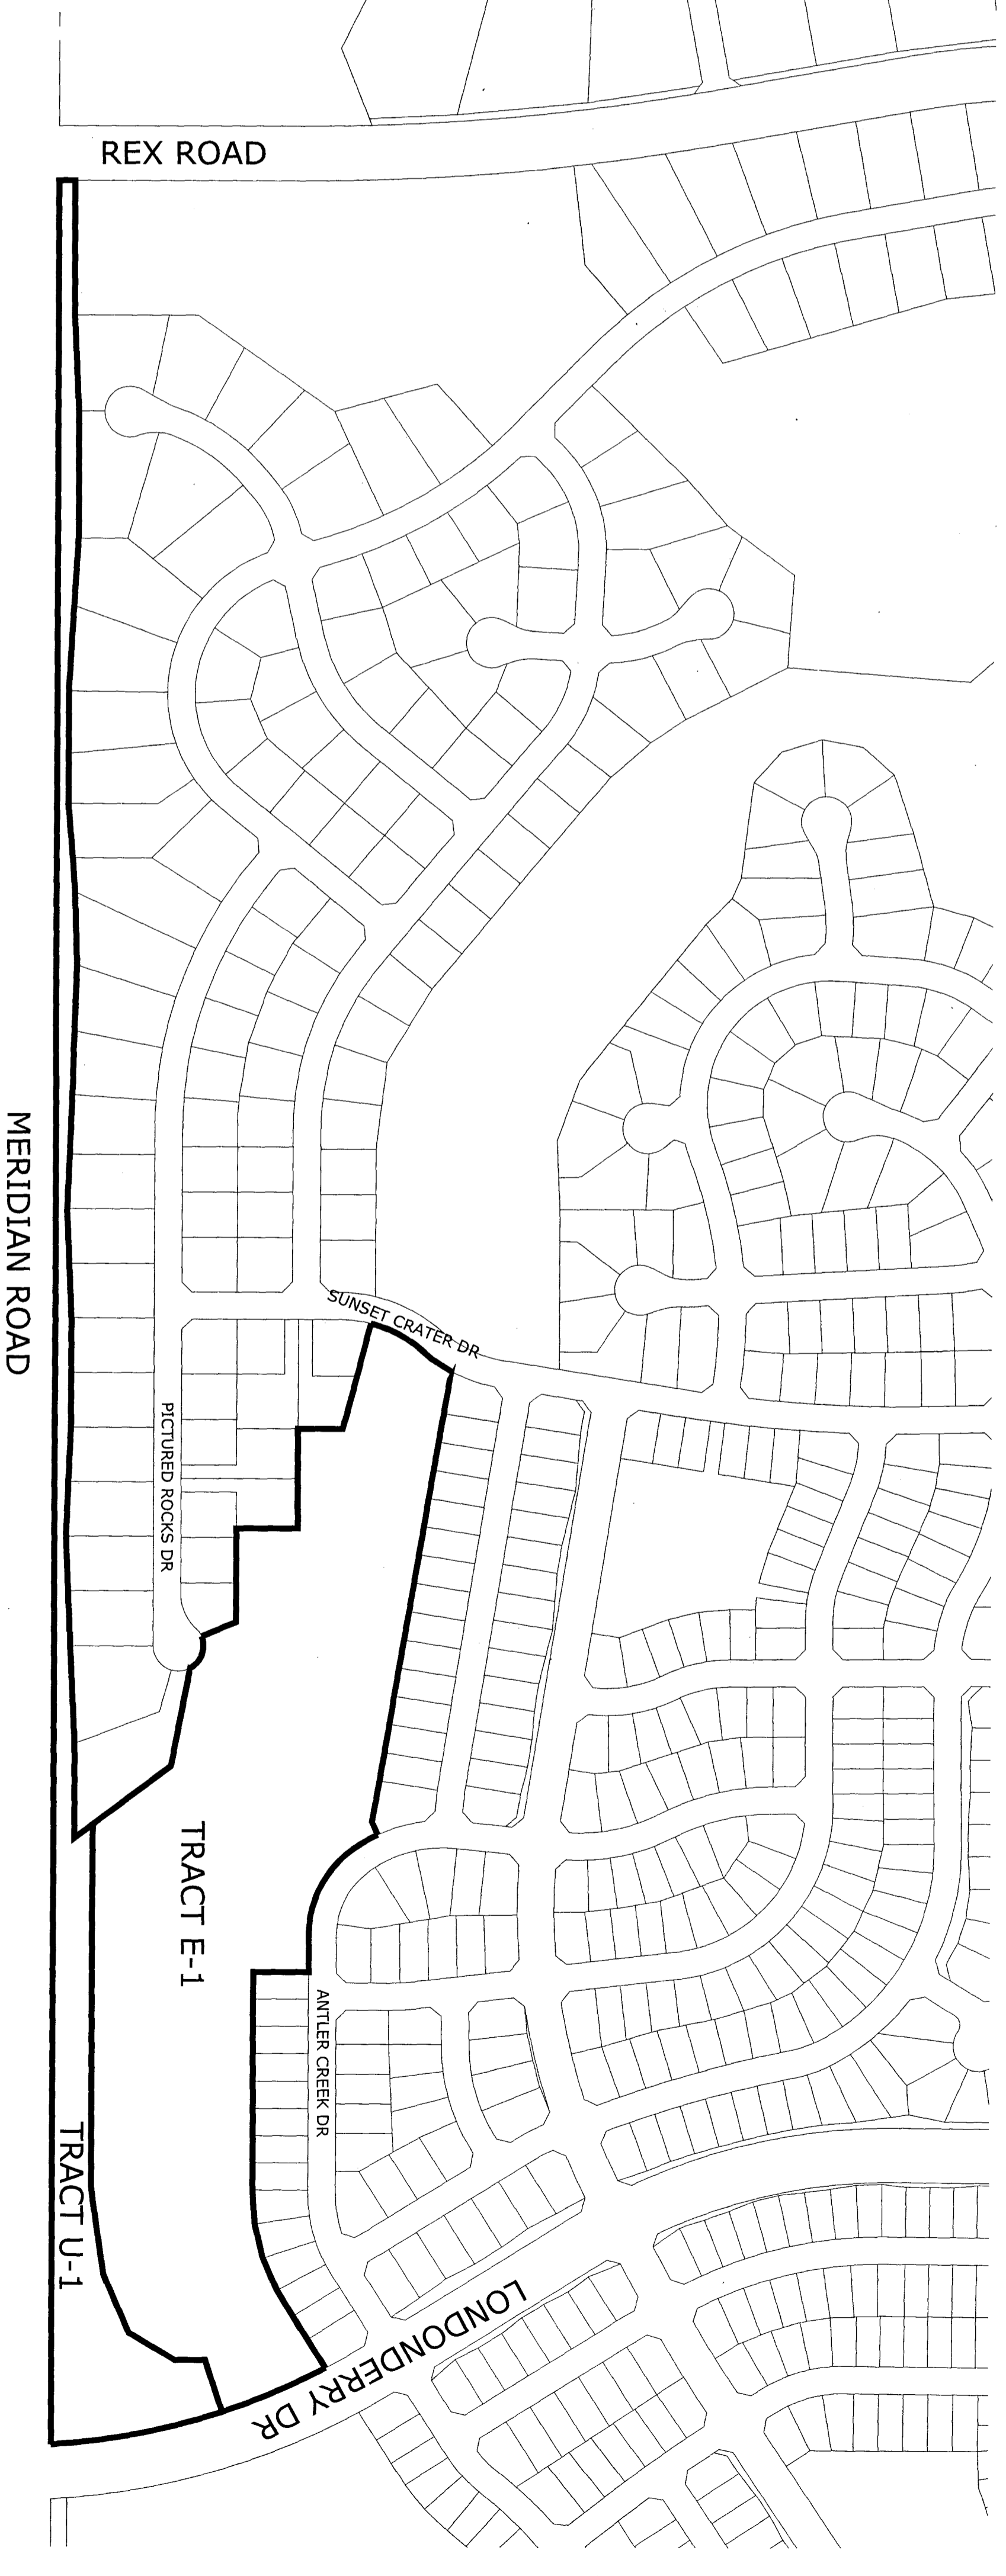 REX ROAD
MERIDIAN ROAD
SUNSET CRATER DR
PICTURED ROCKS DR
TRACT E-1
ANTLER CREEK DR
TRACT U-1
LONDONDERRY DR